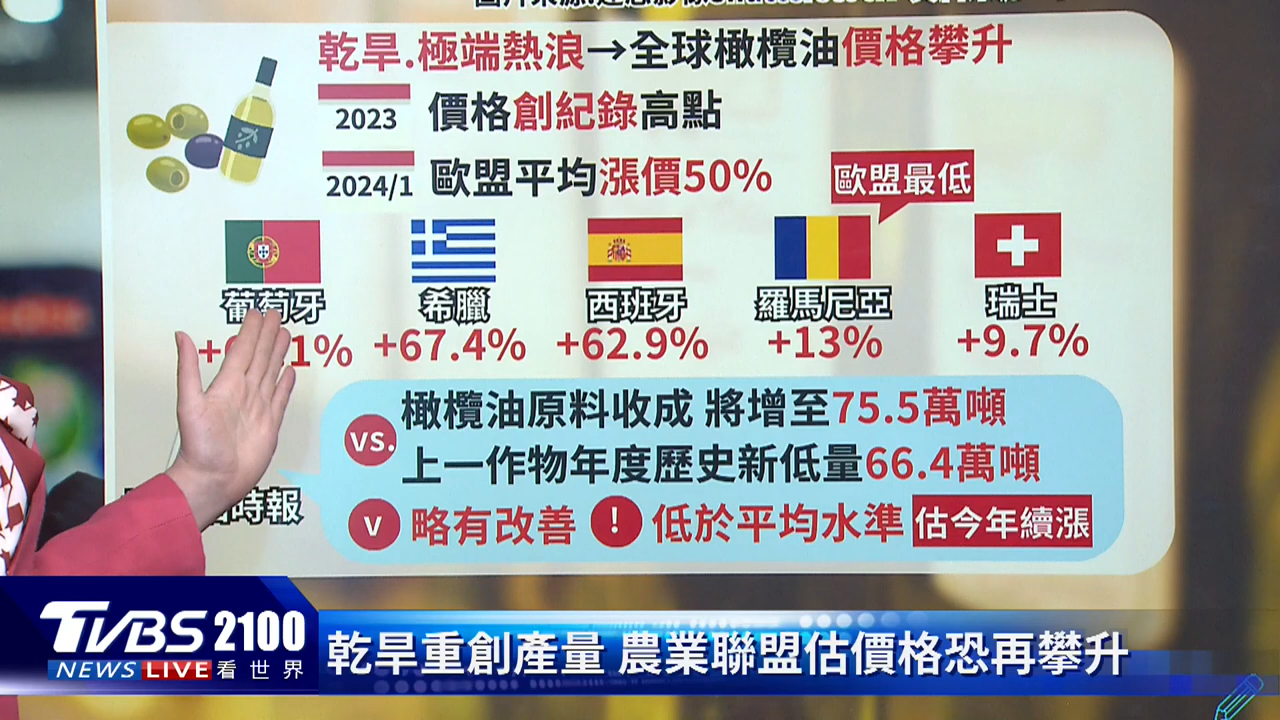 乾旱.極端熱浪→全球橄欖油價格攀升
2023 價格創紀錄高點
2024/1 歐盟平均漲價50%
歐盟最低
葡萄牙 希臘 西班牙 羅馬尼亞 瑞士
+67.4% +62.9% +13% +9.7%
VS.
橄欖油原料收成 將增至75.5萬噸
上一作物年度歷史新低量66.4萬噸
V 略有改善 ! 低於平均水準 估今年續漲
時報
TVBS 2100
NEWS LIVE 看世界
乾旱重創產量 農業聯盟估價格恐再攀升